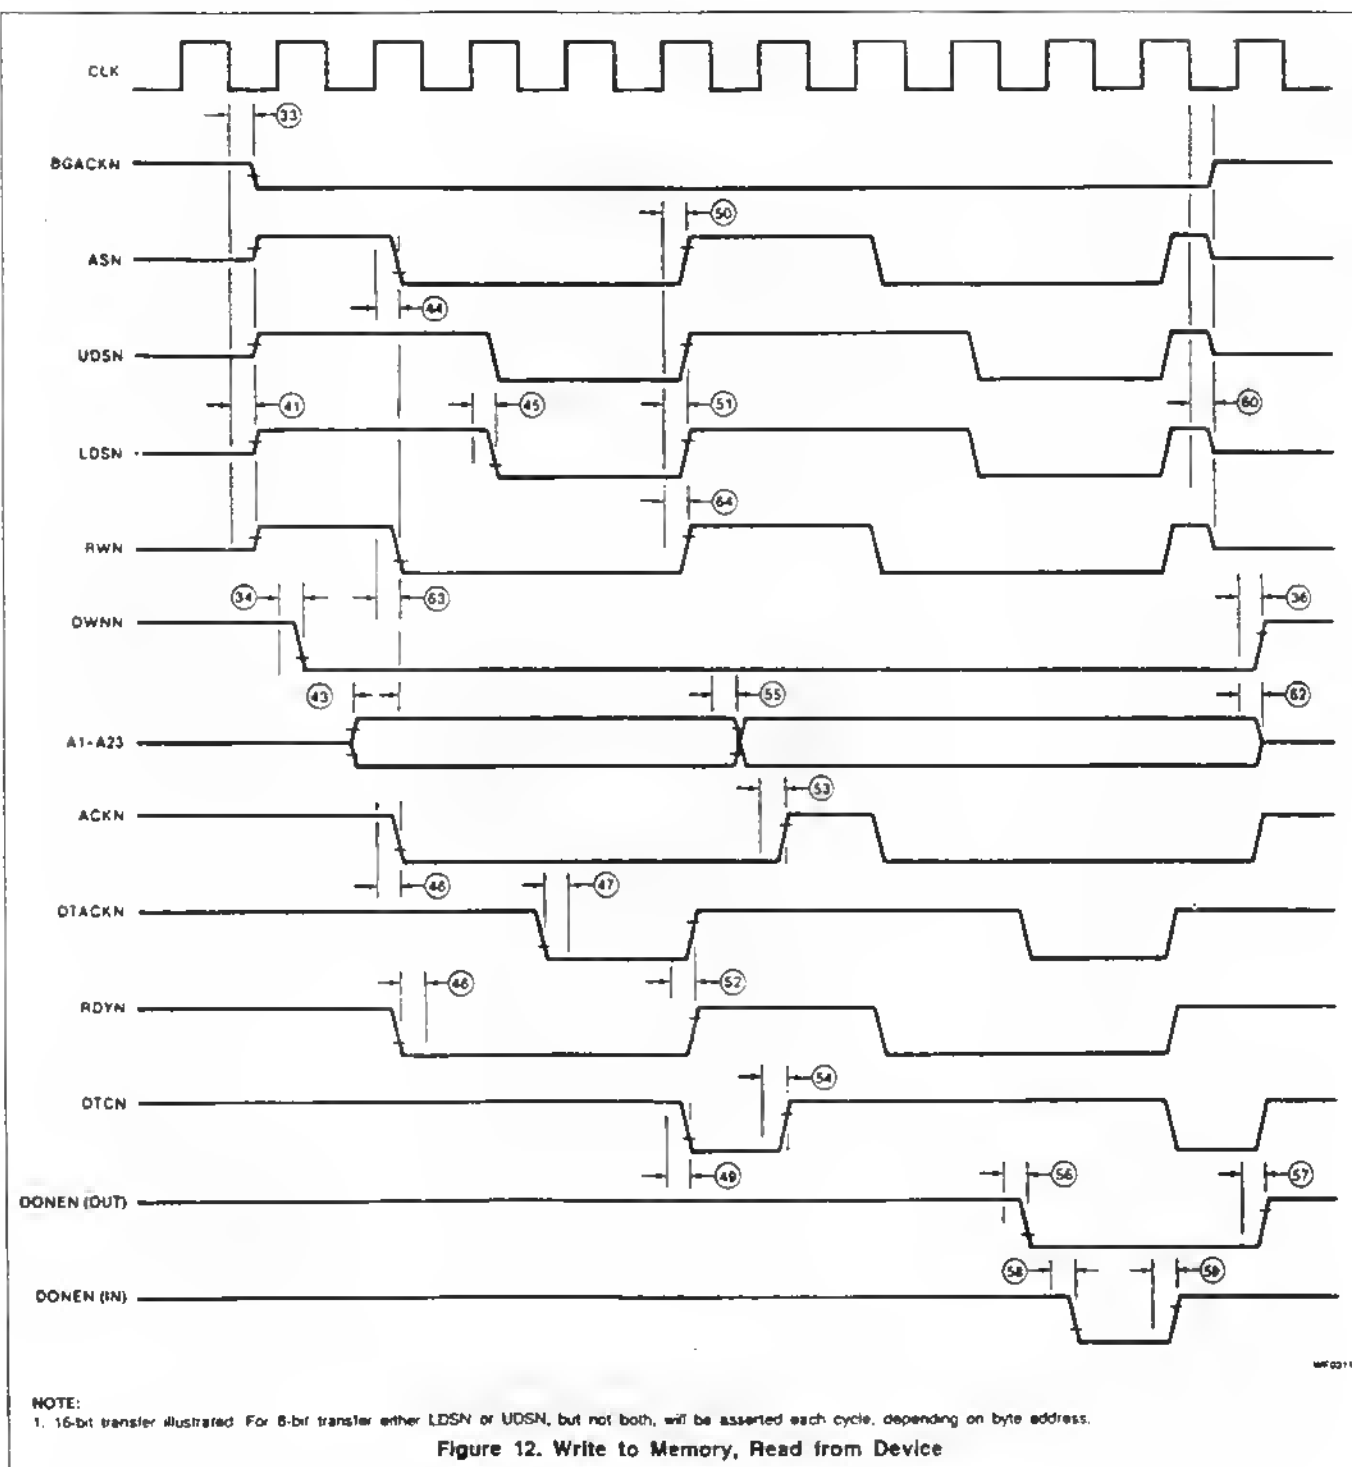 CLK
33
BGACKN
50
ASN
44
UDSN
41 45 51 60
LDSN
64
RWN
34 63 36
DWNN
43 55 62
A1-A23
53
ACKN
46 47
DTACKN
46 52
RDYN
54
DTCN
49 56 57
DONEN (OUT)
58 59
DONEN (IN)
NOTE:
1. 16-bit transfer illustrated. For 8-bit transfer either LDSN or UDSN, but not both, will be asserted each cycle, depending on byte address.
Figure 12. Write to Memory, Read from Device